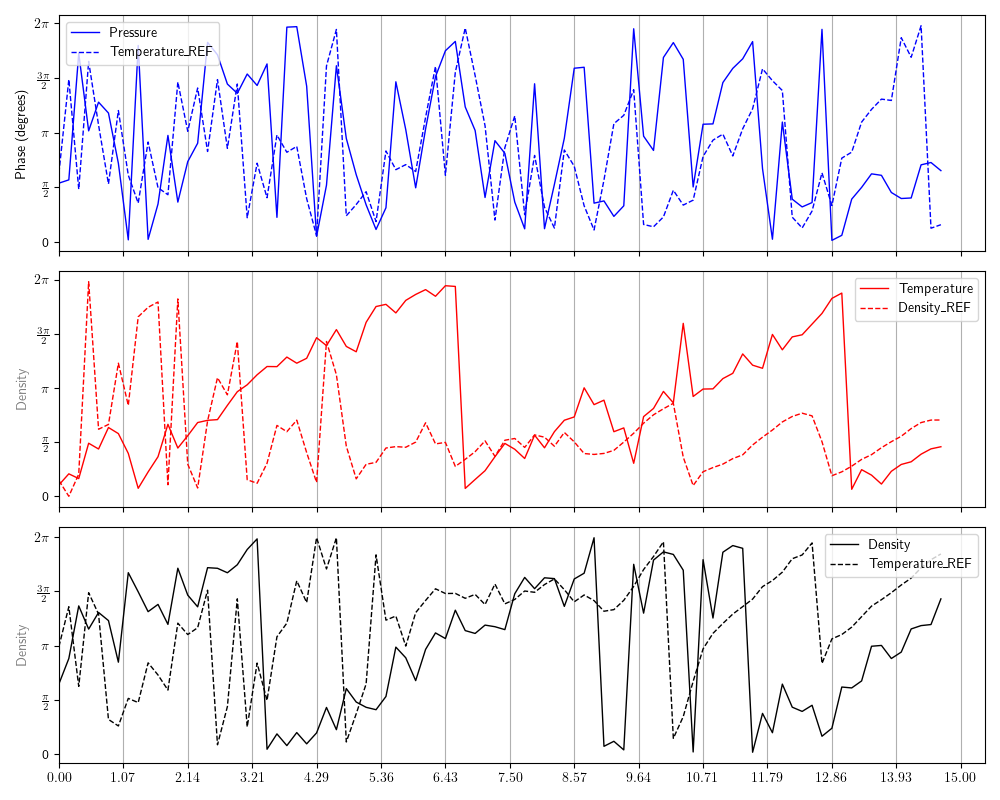 2π
3π/2
π
π/2
0
Phase (degrees)
Pressure
Temperature_REF
2π
3π/2
π
π/2
0
Density
Temperature
Density_REF
2π
3π/2
π
π/2
0
Density
Density
Temperature_REF
0.00 1.07 2.14 3.21 4.29 5.36 6.43 7.50 8.57 9.64 10.71 11.79 12.86 13.93 15.00